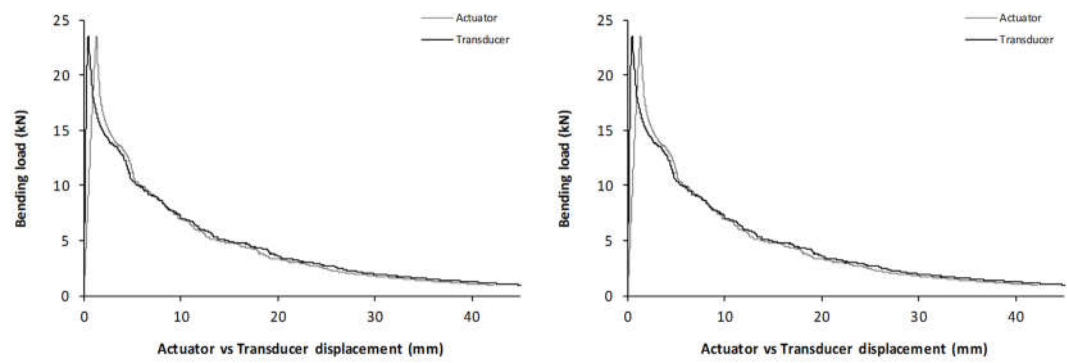 25
20
15
10
5
0
Bending load (kN)
Actuator
Transducer
0 10 20 30 40
Actuator vs Transducer displacement (mm)
25
20
15
10
5
0
Bending load (kN)
Actuator
Transducer
0 10 20 30 40
Actuator vs Transducer displacement (mm)